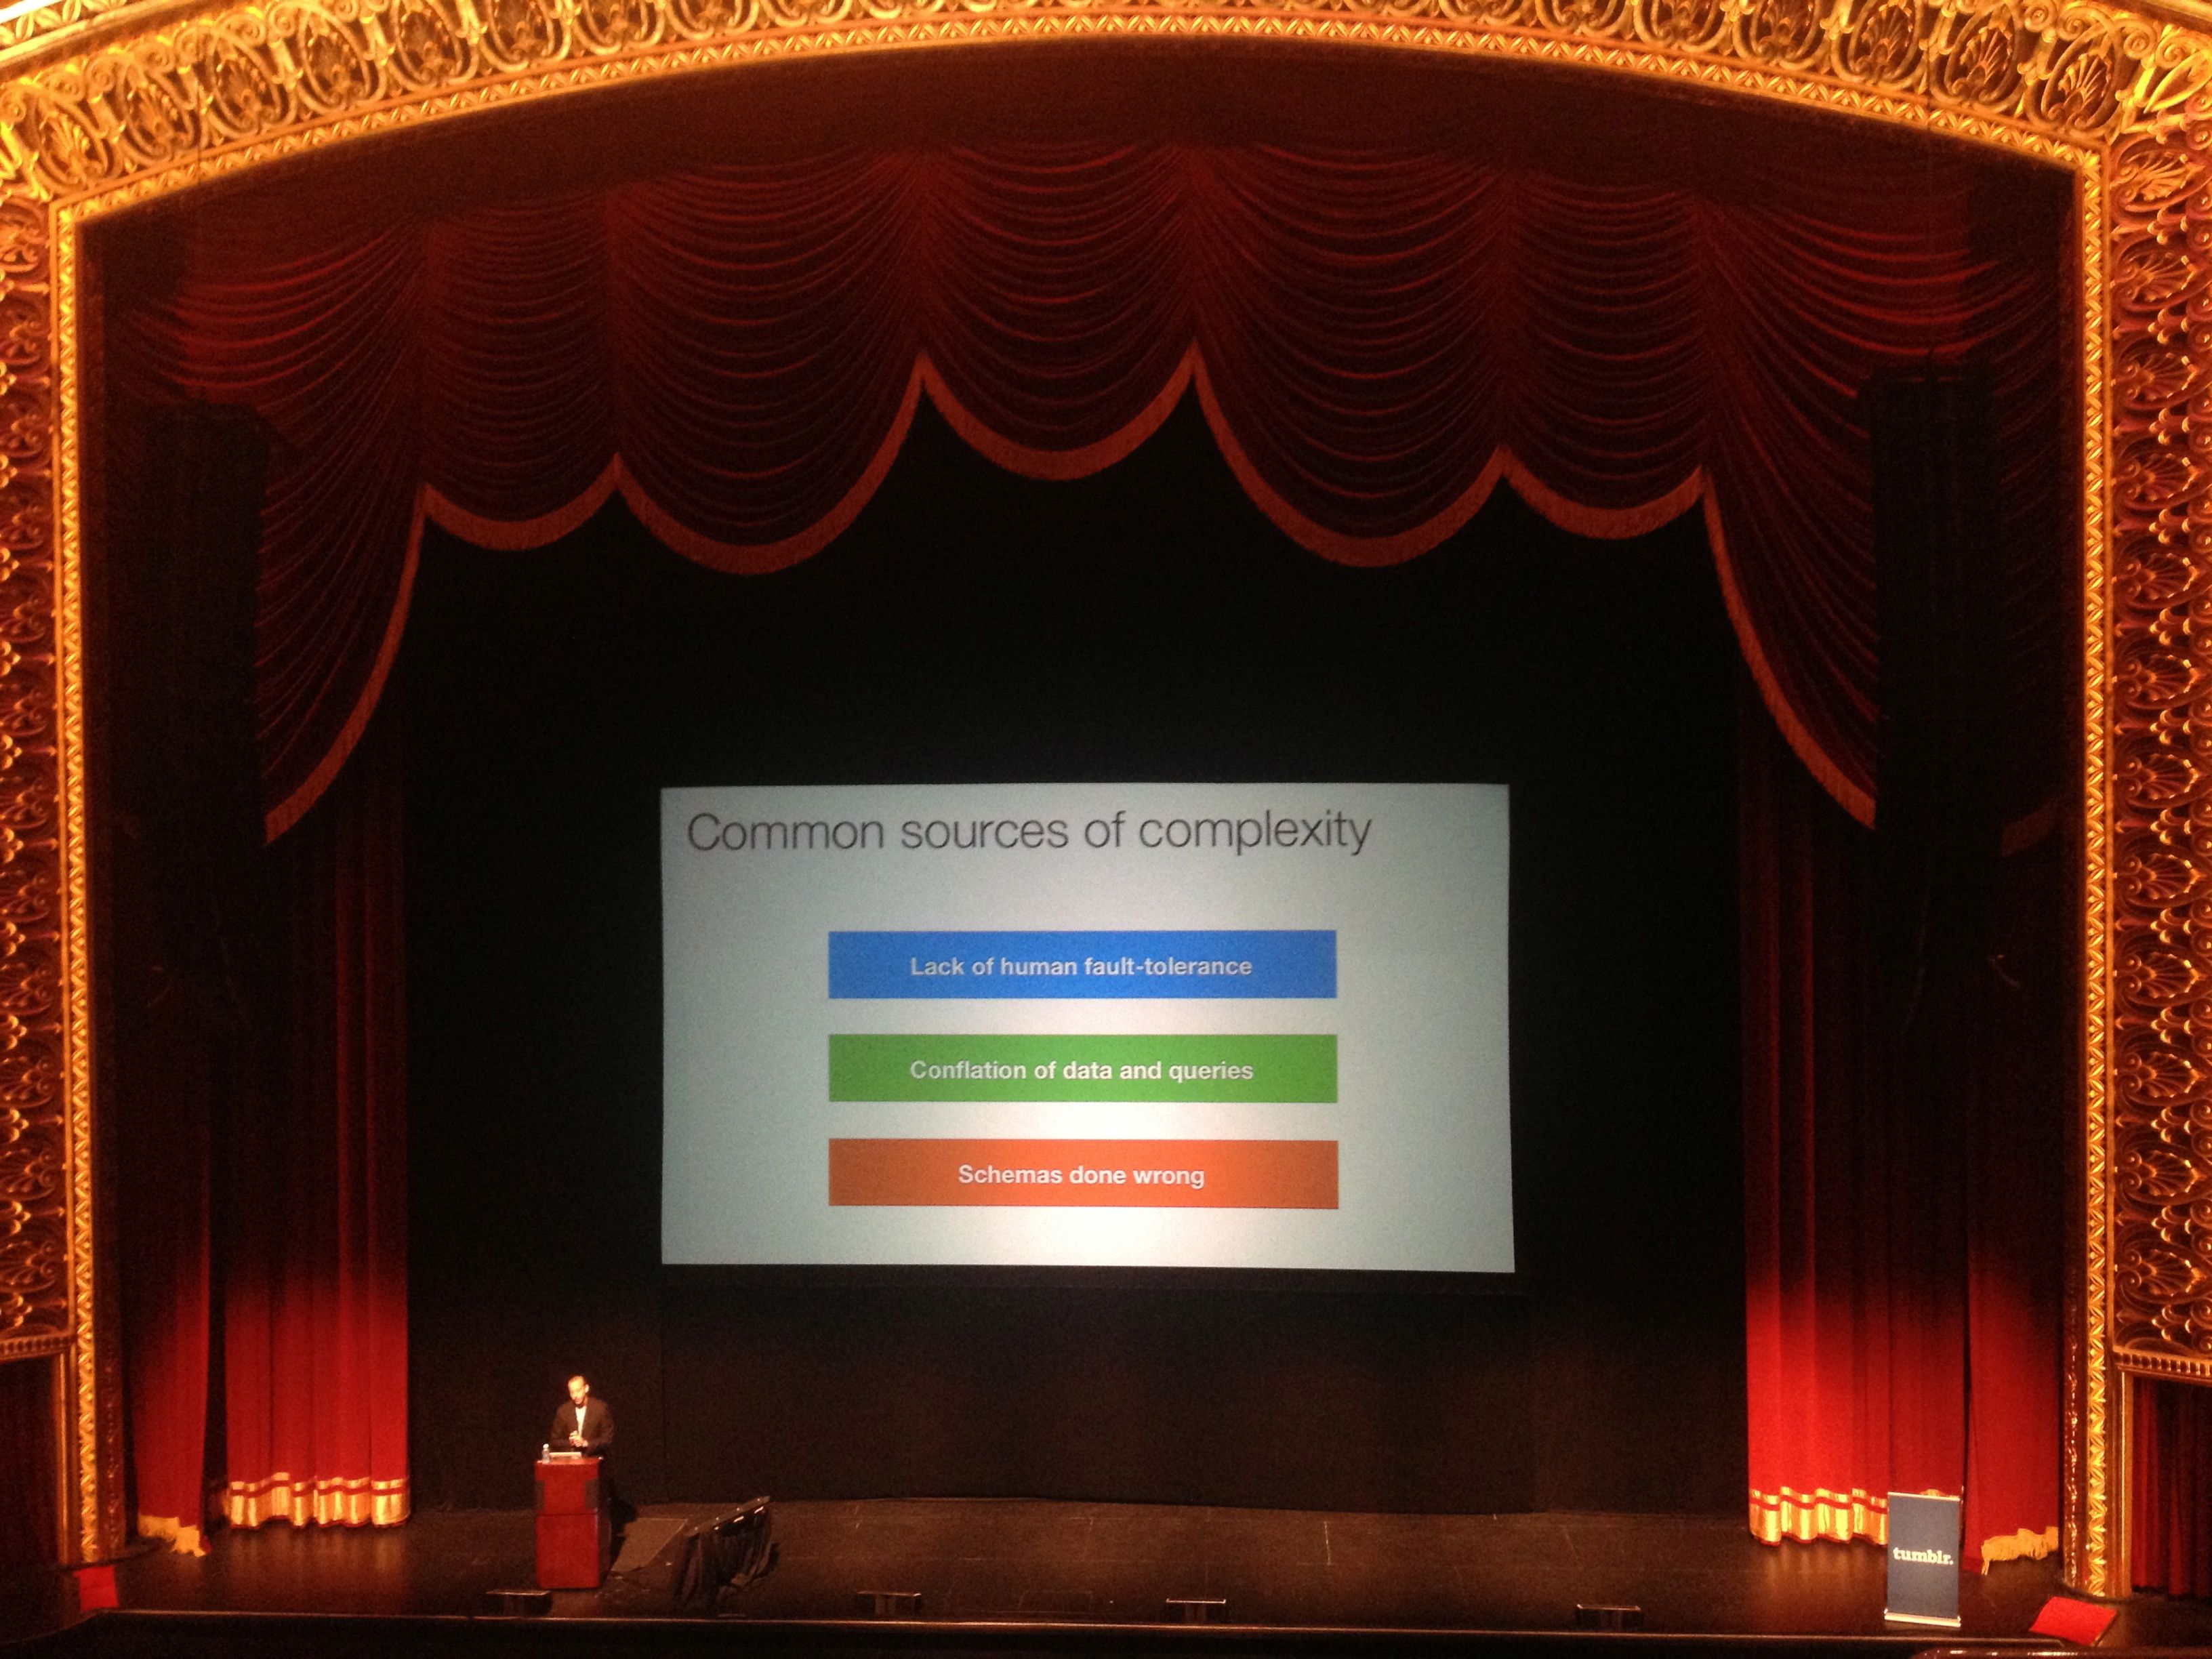 Common sources of complexity
Lack of human fault-tolerance
Conflation of data and queries
Schemas done wrong
tumblr.